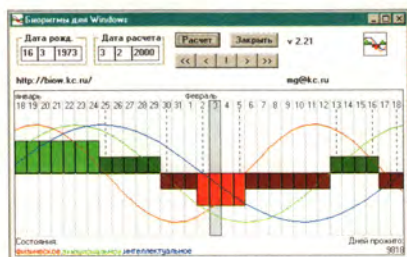 Биоритмы для Windows
Дата рожд. Дата расчета Расчет Закрыть v 2.21
16 3 1973 3 2 2000
<< < ! > >>
http://biow.kc.ru/ mg@kc.ru
январь февраль
18 19 20 21 22 23 24 25 26 27 28 29 30 31 1 2 3 4 5 6 7 8 9 10 11 12 13 14 15 16 17 18
Состояния: Дней прожито:
физическое, эмоциональное, интеллектуальное 9818